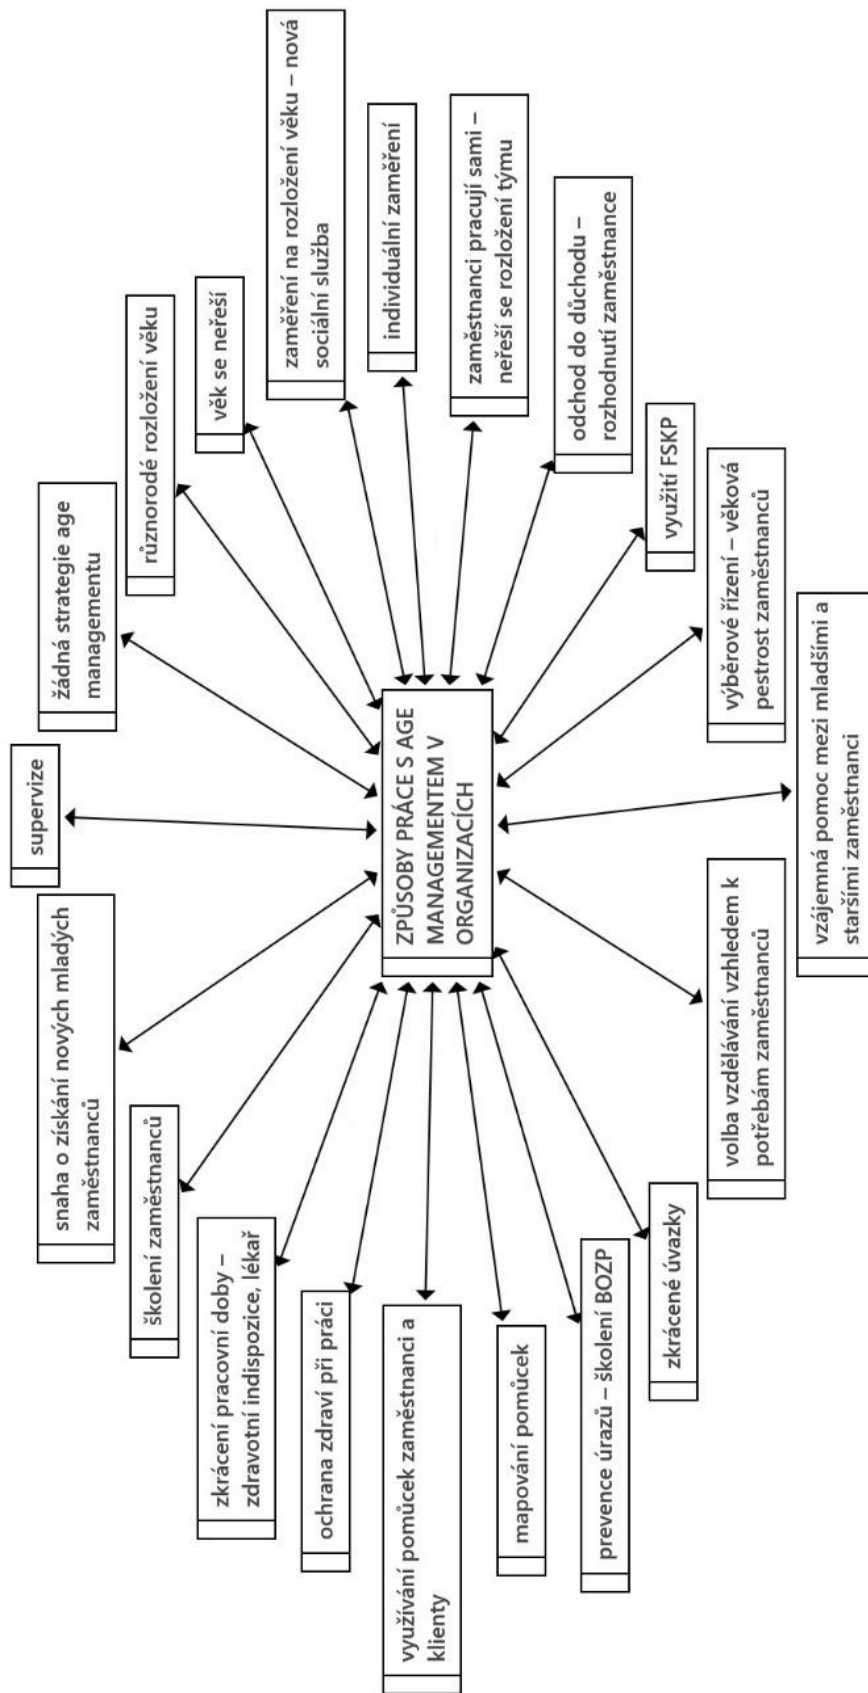 supervize
snaha o získání nových mladých
zaměstnanců
žádná strategie age
managementu
školení zaměstnanců
různorodé rozložení věku
zkrácení pracovní doby –
zdravotní indispozice, lékař
věk se neřeší
ochrana zdraví při práci
zaměření na rozložení věku – nová
sociální služba
využívání pomůcek zaměstnanci a
klienty
ZPŮSOBY PRÁCE S AGE
MANAGEMENTEM V
ORGANIZACÍCH
individuální zaměření
mapování pomůcek
zaměstnanci pracují sami –
neřeší se rozložení týmu
prevence úrazů – školení BOZP
odchod do důchodu –
rozhodnutí zaměstnance
zkrácené úvazky
využití FSKP
volba vzdělávání vzhledem k
potřebám zaměstnanců
výběrové řízení – věková
pestrost zaměstnanců
vzájemná pomoc mezi mladšími a
staršími zaměstnanci